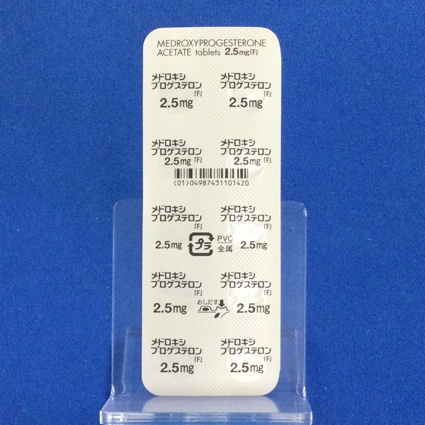 MEDROXYPROGESTERONE
ACETATE tablets 2.5mg「F」
メドロキシ メドロキシ
プロゲステロン「F」 プロゲステロン「F」
2.5mg 2.5mg
メドロキシ メドロキシ
プロゲステロン「F」 プロゲステロン「F」
2.5mg 2.5mg
(01)04987431101420
メドロキシ メドロキシ
プロゲステロン「F」 プロゲステロン「F」
2.5mg プラ PVC 金属 2.5mg
メドロキシ メドロキシ
プロゲステロン「F」 おしだす プロゲステロン「F」
2.5mg 2.5mg
メドロキシ メドロキシ
プロゲステロン「F」 プロゲステロン「F」
2.5mg 2.5mg